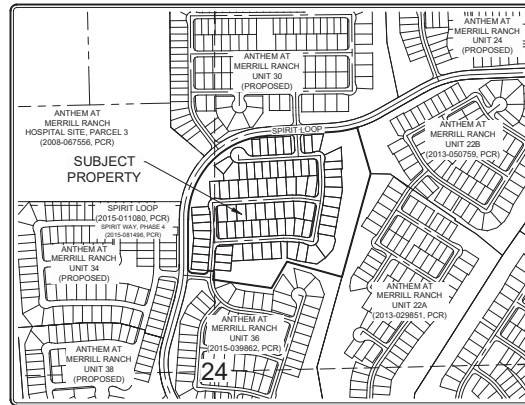 ANTHEM AT
MERRILL RANCH
UNIT 24
(PROPOSED)
ANTHEM AT
MERRILL RANCH
UNIT 30
(PROPOSED)
ANTHEM AT
MERRILL RANCH
HOSPITAL SITE, PARCEL 3
(2008-067556, PCR)
SPIRIT LOOP
ANTHEM AT
MERRILL RANCH
UNIT 22B
(2013-050759, PCR)
SUBJECT
PROPERTY
SPIRIT LOOP
(2015-011080, PCR)
SPIRIT WAY, PHASE 4
(2015-081496, PCR)
ANTHEM AT
MERRILL RANCH
UNIT 34
(PROPOSED)
ANTHEM AT
MERRILL RANCH
UNIT 22A
(2013-029851, PCR)
ANTHEM AT
MERRILL RANCH
UNIT 36
(2015-039862, PCR)
ANTHEM AT
MERRILL RANCH
UNIT 38
(PROPOSED)
24